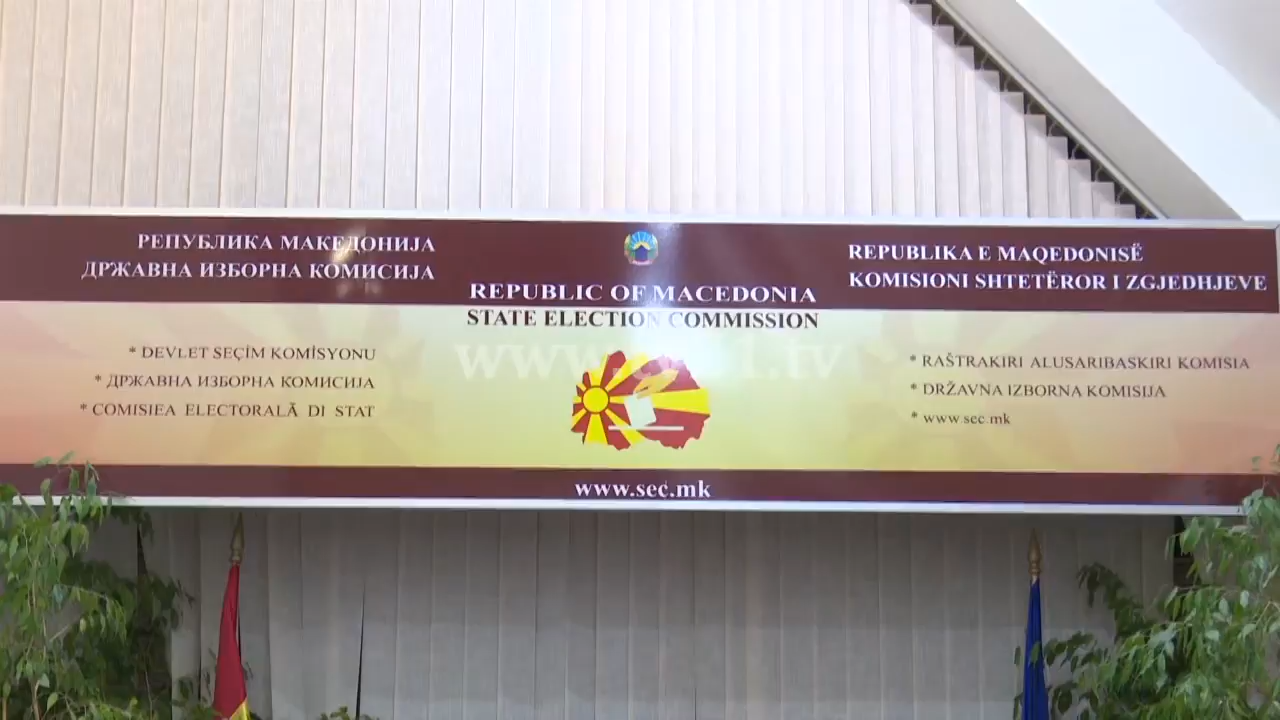 РЕПУБЛИКА МАКЕДОНИЈА
ДРЖАВНА ИЗБОРНА КОМИСИЈА
REPUBLIC OF MACEDONIA
STATE ELECTION COMMISSION
REPUBLIKA E MAQEDONISË
KOMISIONI SHTETËROR I ZGJEDHJEVE
* DEVLET SEÇİM KOMİSYONU
* ДРЖАВНА ИЗБОРНА КОМИСИЈА
* COMISIEA ELECTORALĂ DI STAT
* RAŠTRAKIRI ALUSARIBASKIRI KOMISIA
* DRŽAVNA IZBORNA KOMISIJA
* www.sec.mk
www.sec.mk